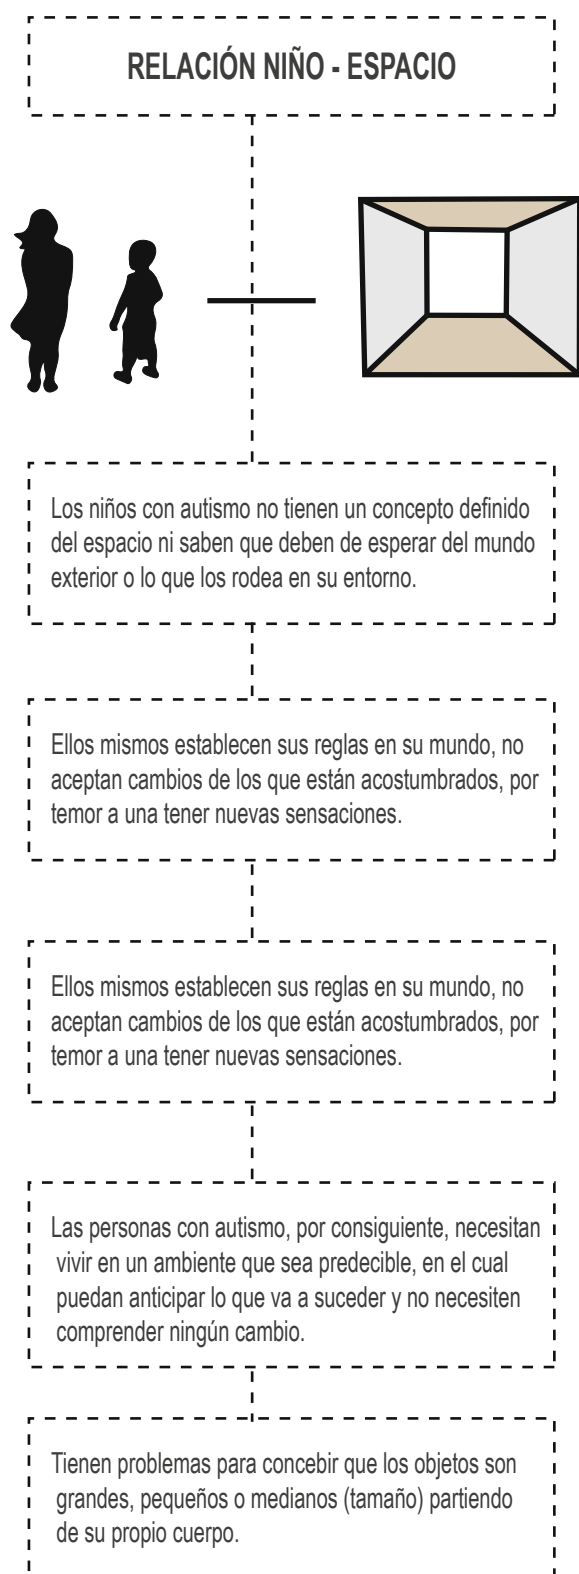 RELACIÓN NIÑO - ESPACIO
Los niños con autismo no tienen un concepto definido
del espacio ni saben que deben de esperar del mundo
exterior o lo que los rodea en su entorno.
Ellos mismos establecen sus reglas en su mundo, no
aceptan cambios de los que están acostumbrados, por
temor a una tener nuevas sensaciones.
Ellos mismos establecen sus reglas en su mundo, no
aceptan cambios de los que están acostumbrados, por
temor a una tener nuevas sensaciones.
Las personas con autismo, por consiguiente, necesitan
vivir en un ambiente que sea predecible, en el cual
puedan anticipar lo que va a suceder y no necesiten
comprender ningún cambio.
Tienen problemas para concebir que los objetos son
grandes, pequeños o medianos (tamaño) partiendo
de su propio cuerpo.